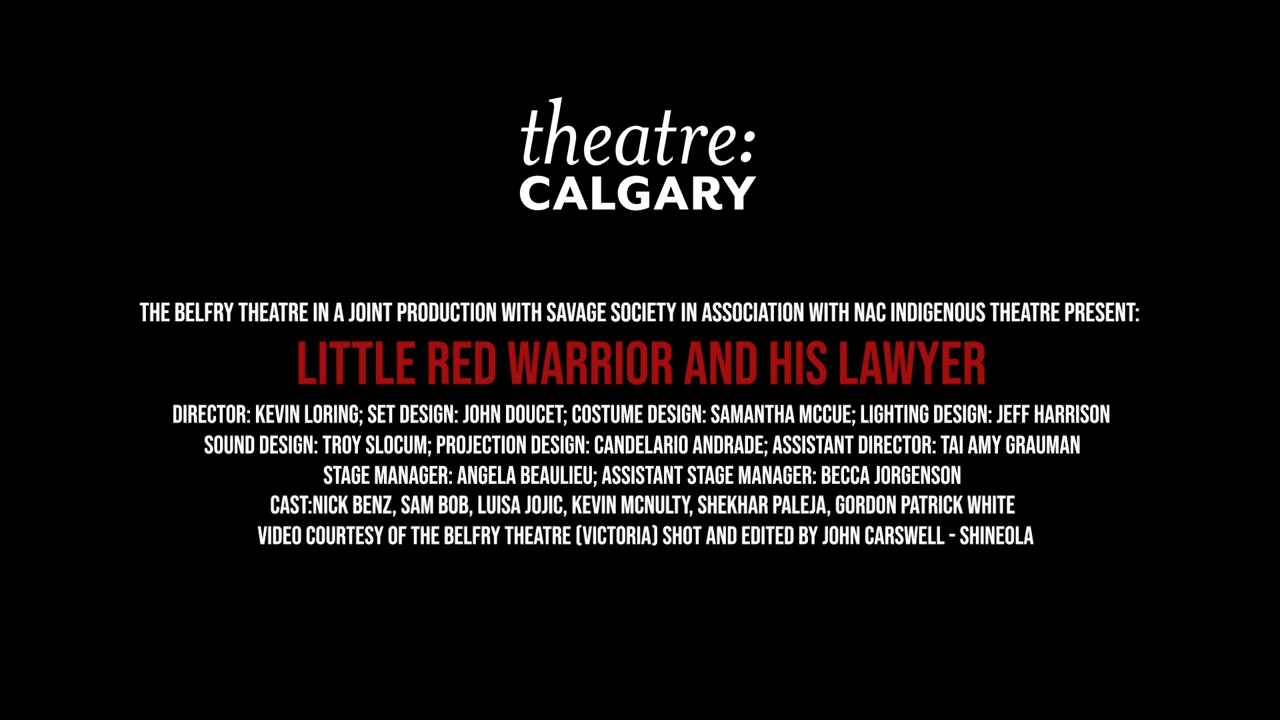 theatre:
CALGARY
THE BELFRY THEATRE IN A JOINT PRODUCTION WITH SAVAGE SOCIETY IN ASSOCIATION WITH NAC INDIGENOUS THEATRE PRESENT:
LITTLE RED WARRIOR AND HIS LAWYER
DIRECTOR: KEVIN LORING; SET DESIGN: JOHN DOUCET; COSTUME DESIGN: SAMANTHA MCCUE; LIGHTING DESIGN: JEFF HARRISON
SOUND DESIGN: TROY SLOCUM; PROJECTION DESIGN: CANDELARIO ANDRADE; ASSISTANT DIRECTOR: TAI AMY GRAUMAN
STAGE MANAGER: ANGELA BEAULIEU; ASSISTANT STAGE MANAGER: BECCA JORGENSON
CAST:NICK BENZ, SAM BOB, LUISA JOJIC, KEVIN MCNULTY, SHEKHAR PALEJA, GORDON PATRICK WHITE
VIDEO COURTESY OF THE BELFRY THEATRE (VICTORIA) SHOT AND EDITED BY JOHN CARSWELL - SHINEOLA